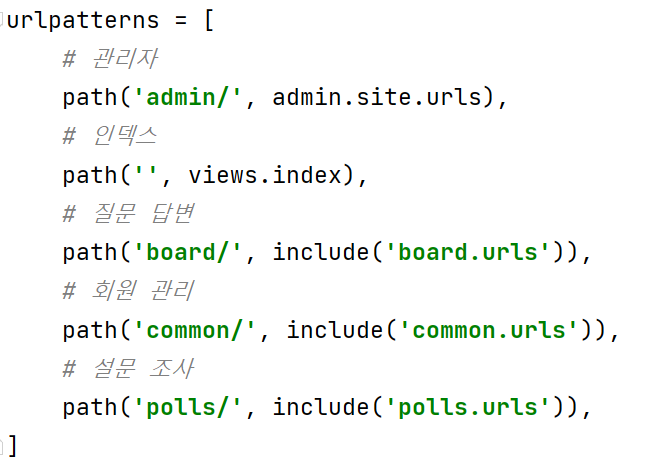 urlpatterns = [
    # 관리자
    path('admin/', admin.site.urls),
    # 인덱스
    path('', views.index),
    # 질문 답변
    path('board/', include('board.urls')),
    # 회원 관리
    path('common/', include('common.urls')),
    # 설문 조사
    path('polls/', include('polls.urls')),
]